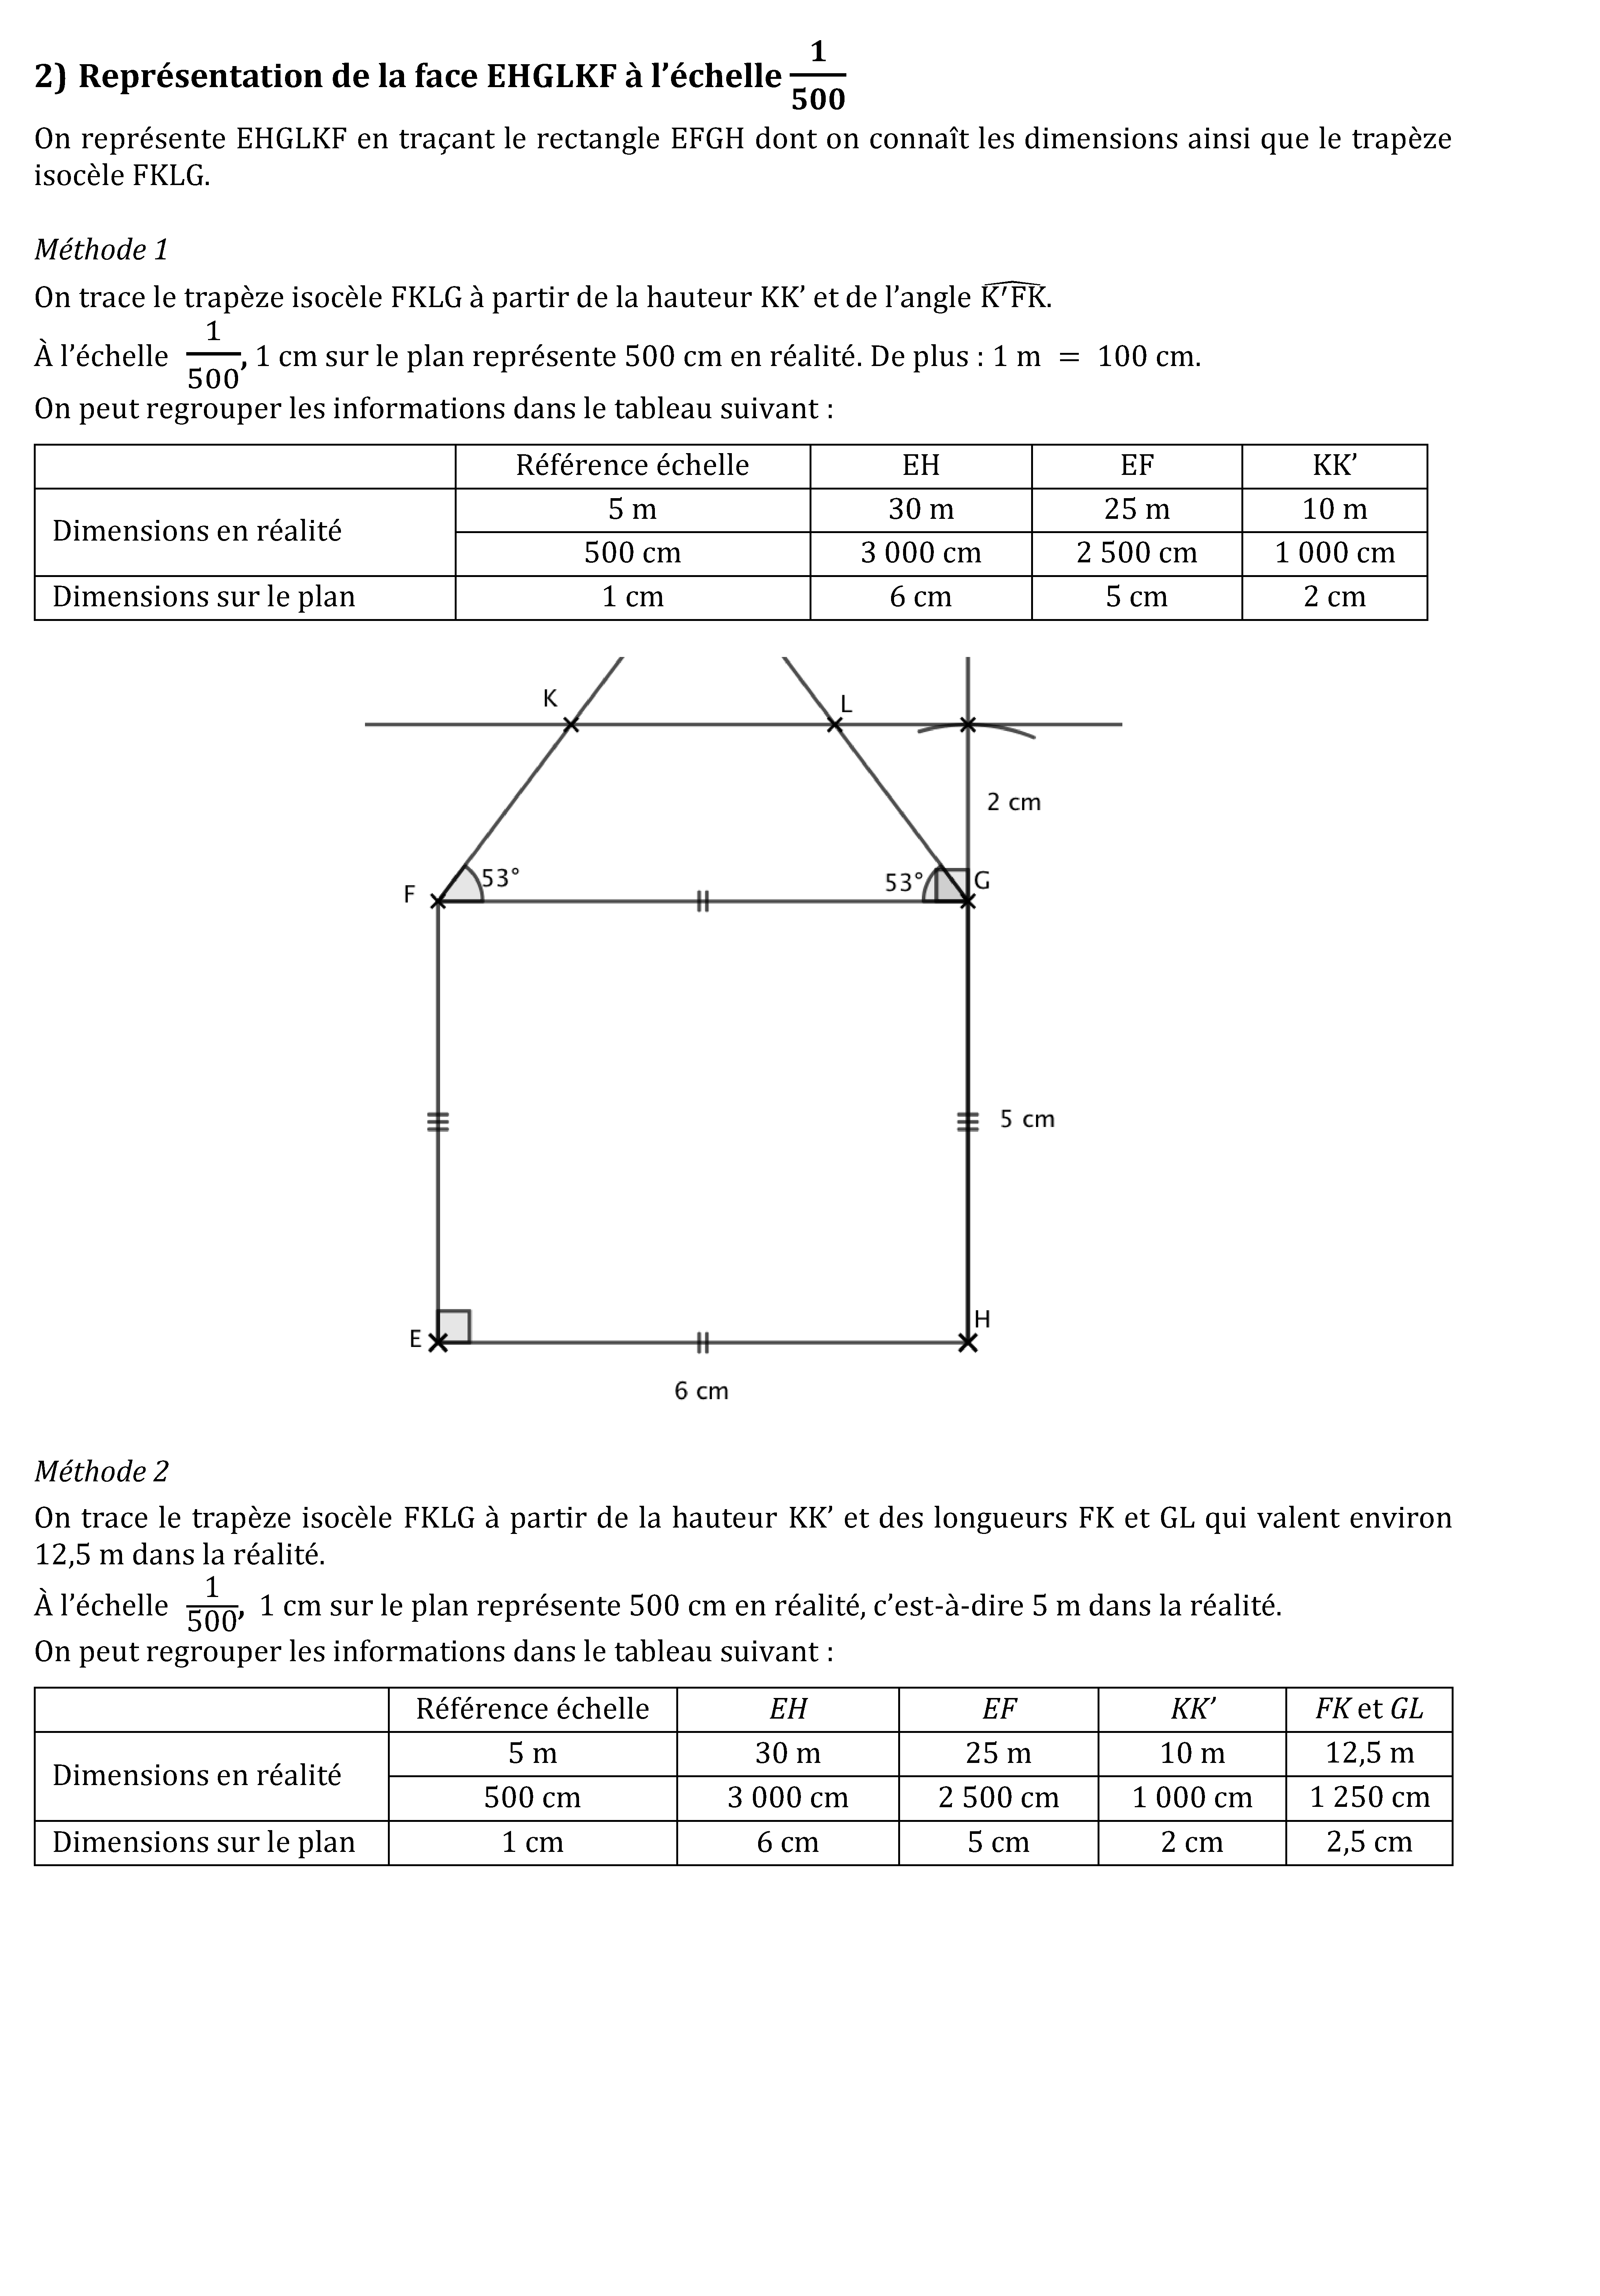 2) Représentation de la face EHGLKF à l’échelle 1/500
On représente EHGLKF en traçant le rectangle EFGH dont on connaît les dimensions ainsi que le trapèze
isocèle FKLG.
Méthode 1
On trace le trapèze isocèle FKLG à partir de la hauteur KK’ et de l’angle K′FK.
À l’échelle 1/500, 1 cm sur le plan représente 500 cm en réalité. De plus : 1 m = 100 cm.
On peut regrouper les informations dans le tableau suivant :
Référence échelle EH EF KK’
Dimensions en réalité
5 m 30 m 25 m 10 m
500 cm 3 000 cm 2 500 cm 1 000 cm
Dimensions sur le plan 1 cm 6 cm 5 cm 2 cm
K L
2 cm
F 53° 53° G
5 cm
E H
6 cm
Méthode 2
On trace le trapèze isocèle FKLG à partir de la hauteur KK’ et des longueurs FK et GL qui valent environ
12,5 m dans la réalité.
À l’échelle 1/500, 1 cm sur le plan représente 500 cm en réalité, c’est-à-dire 5 m dans la réalité.
On peut regrouper les informations dans le tableau suivant :
Référence échelle EH EF KK’ FK et GL
Dimensions en réalité
5 m 30 m 25 m 10 m 12,5 m
500 cm 3 000 cm 2 500 cm 1 000 cm 1 250 cm
Dimensions sur le plan 1 cm 6 cm 5 cm 2 cm 2,5 cm